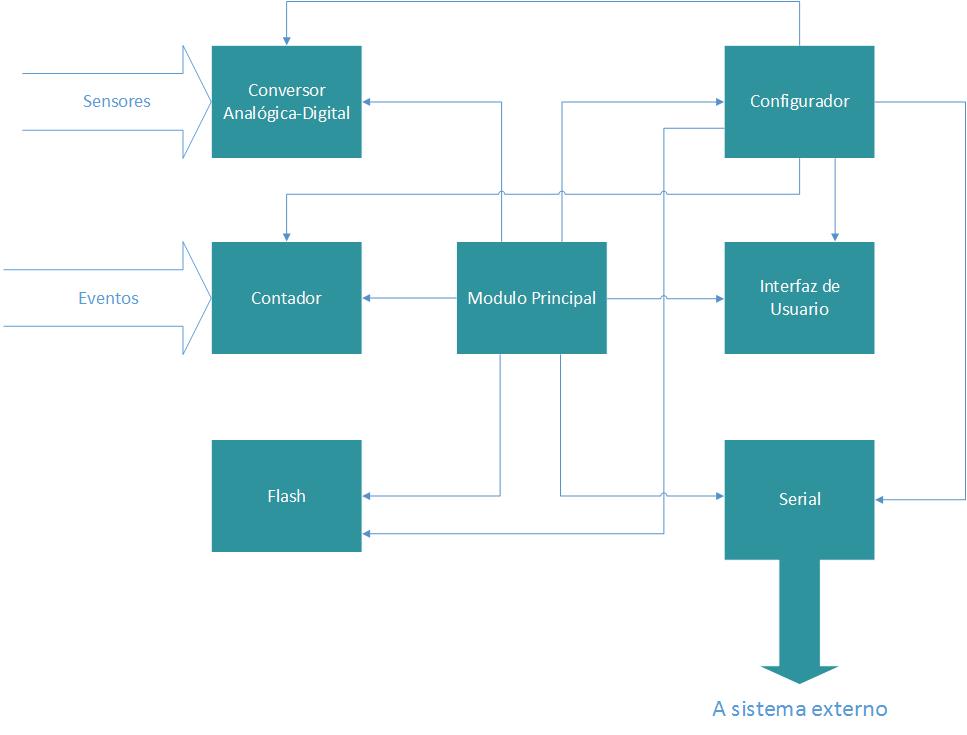 Sensores
Conversor
Analógica-Digital
Configurador
Eventos
Contador
Modulo Principal
Interfaz de
Usuario
Flash
Serial
A sistema externo